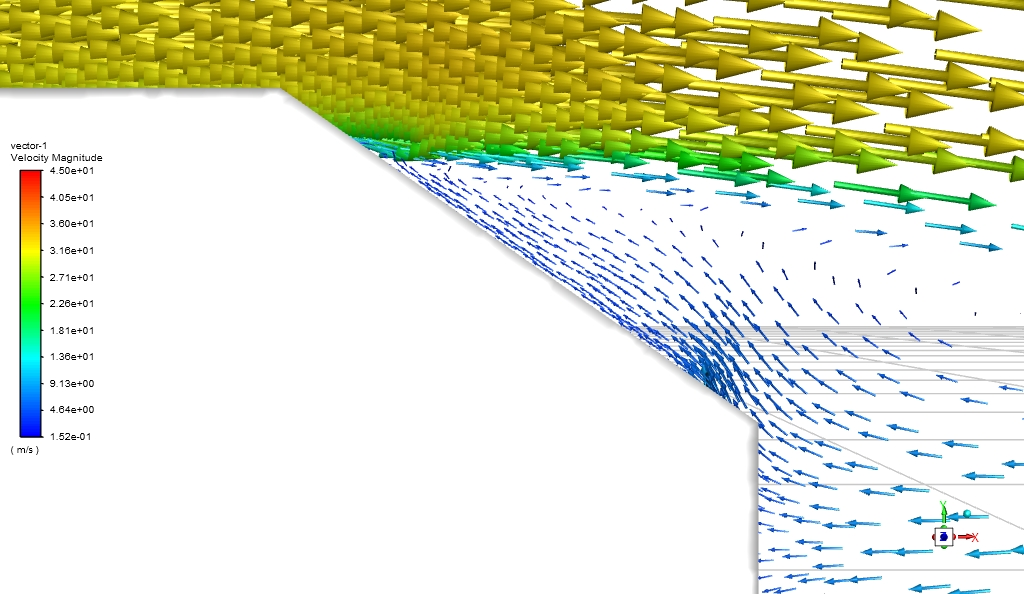 vector-1
Velocity Magnitude
4.50e+01
4.05e+01
3.60e+01
3.16e+01
2.71e+01
2.26e+01
1.81e+01
1.36e+01
9.13e+00
4.64e+00
1.52e-01
( m/s )
Y
X